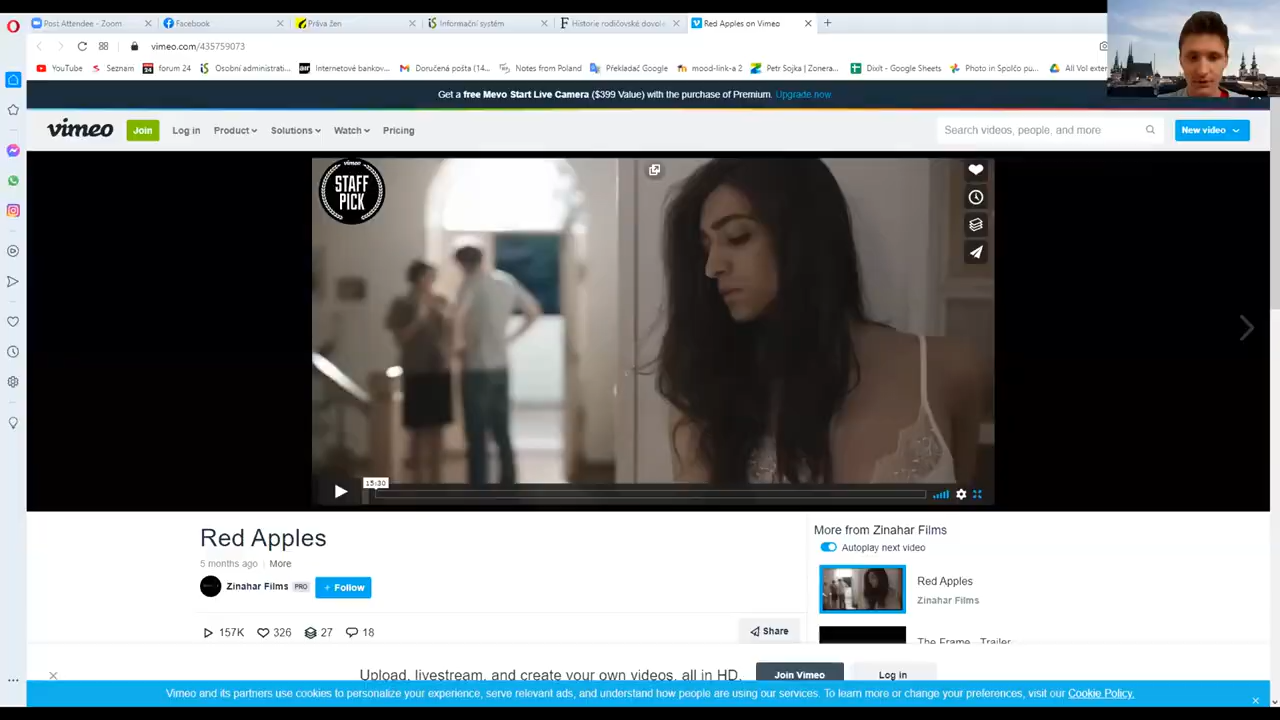 Post Attendee - Zoom
Facebook
Práva žen
Informační systém
Historie rodičovské dovole
Red Apples on Vimeo
vimeo.com/435759073
YouTube
Seznam
forum 24
Osobní administrati...
Internetové bankov...
Doručená pošta (14...
Notes from Poland
Překladač Google
mood-link-a 2
Petr Sojka | Zonera...
Dixit - Google Sheets
Photo in Spolčo pu...
All Vol exter
Get a free Mevo Start Live Camera ($399 Value) with the purchase of Premium. Upgrade now
vimeo
Join
Log in
Product
Solutions
Watch
Pricing
Search videos, people, and more
New video
vimeo
STAFF
PICK
15:30
Red Apples
5 months ago
More
Zinahar Films
PRO
+ Follow
157K
326
27
18
Share
More from Zinahar Films
Autoplay next video
Red Apples
Zinahar Films
The Frame Trailer
Upload, livestream, and create your own videos, all in HD.
Join Vimeo
Log in
Vimeo and its partners use cookies to personalize your experience, serve relevant ads, and understand how people are using our services. To learn more or change your preferences, visit our Cookie Policy.